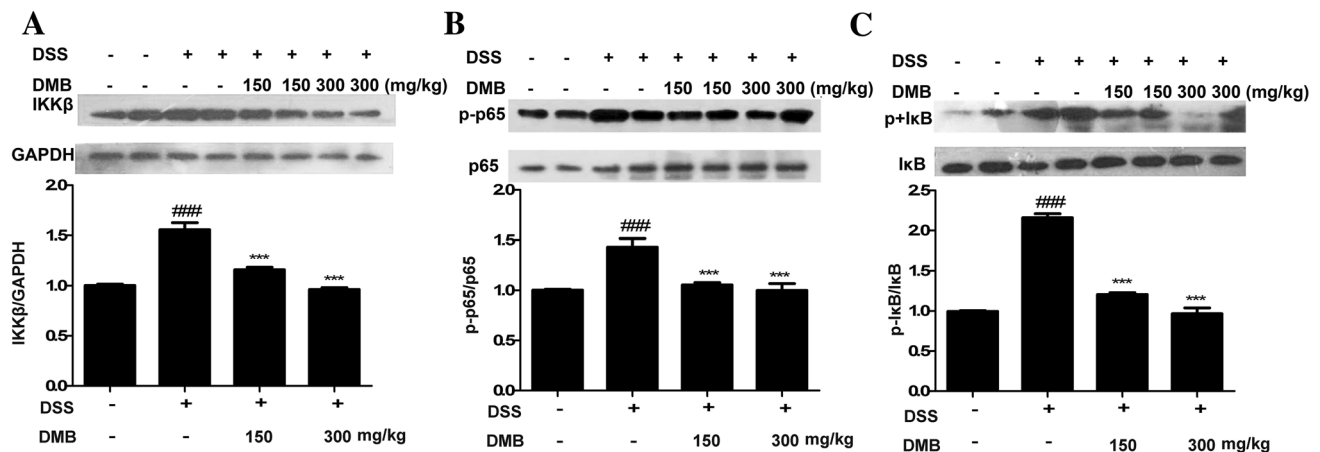 A
DSS - - + + + + + +
DMB 150 150 300 300 (mg/kg)
IKKβ
GAPDH
IKKβ/GAPDH
2.0
1.5
1.0
0.5
0.0
###
***
***
DSS - + + +
DMB - - 150 300 mg/kg
B
DSS - - + + + + + +
DMB 150 150 300 300 (mg/kg)
p-p65
p65
p-p65/p65
2.0
1.5
1.0
0.5
0.0
###
***
***
DSS - + + +
DMB - - 150 300 mg/kg
C
DSS - - + + + + + +
DMB 150 150 300 300 (mg/kg)
p+IκB
IκB
p-IκB/IκB
2.5
2.0
1.5
1.0
0.5
0.0
###
***
***
DSS - + + +
DMB - - 150 300 mg/kg